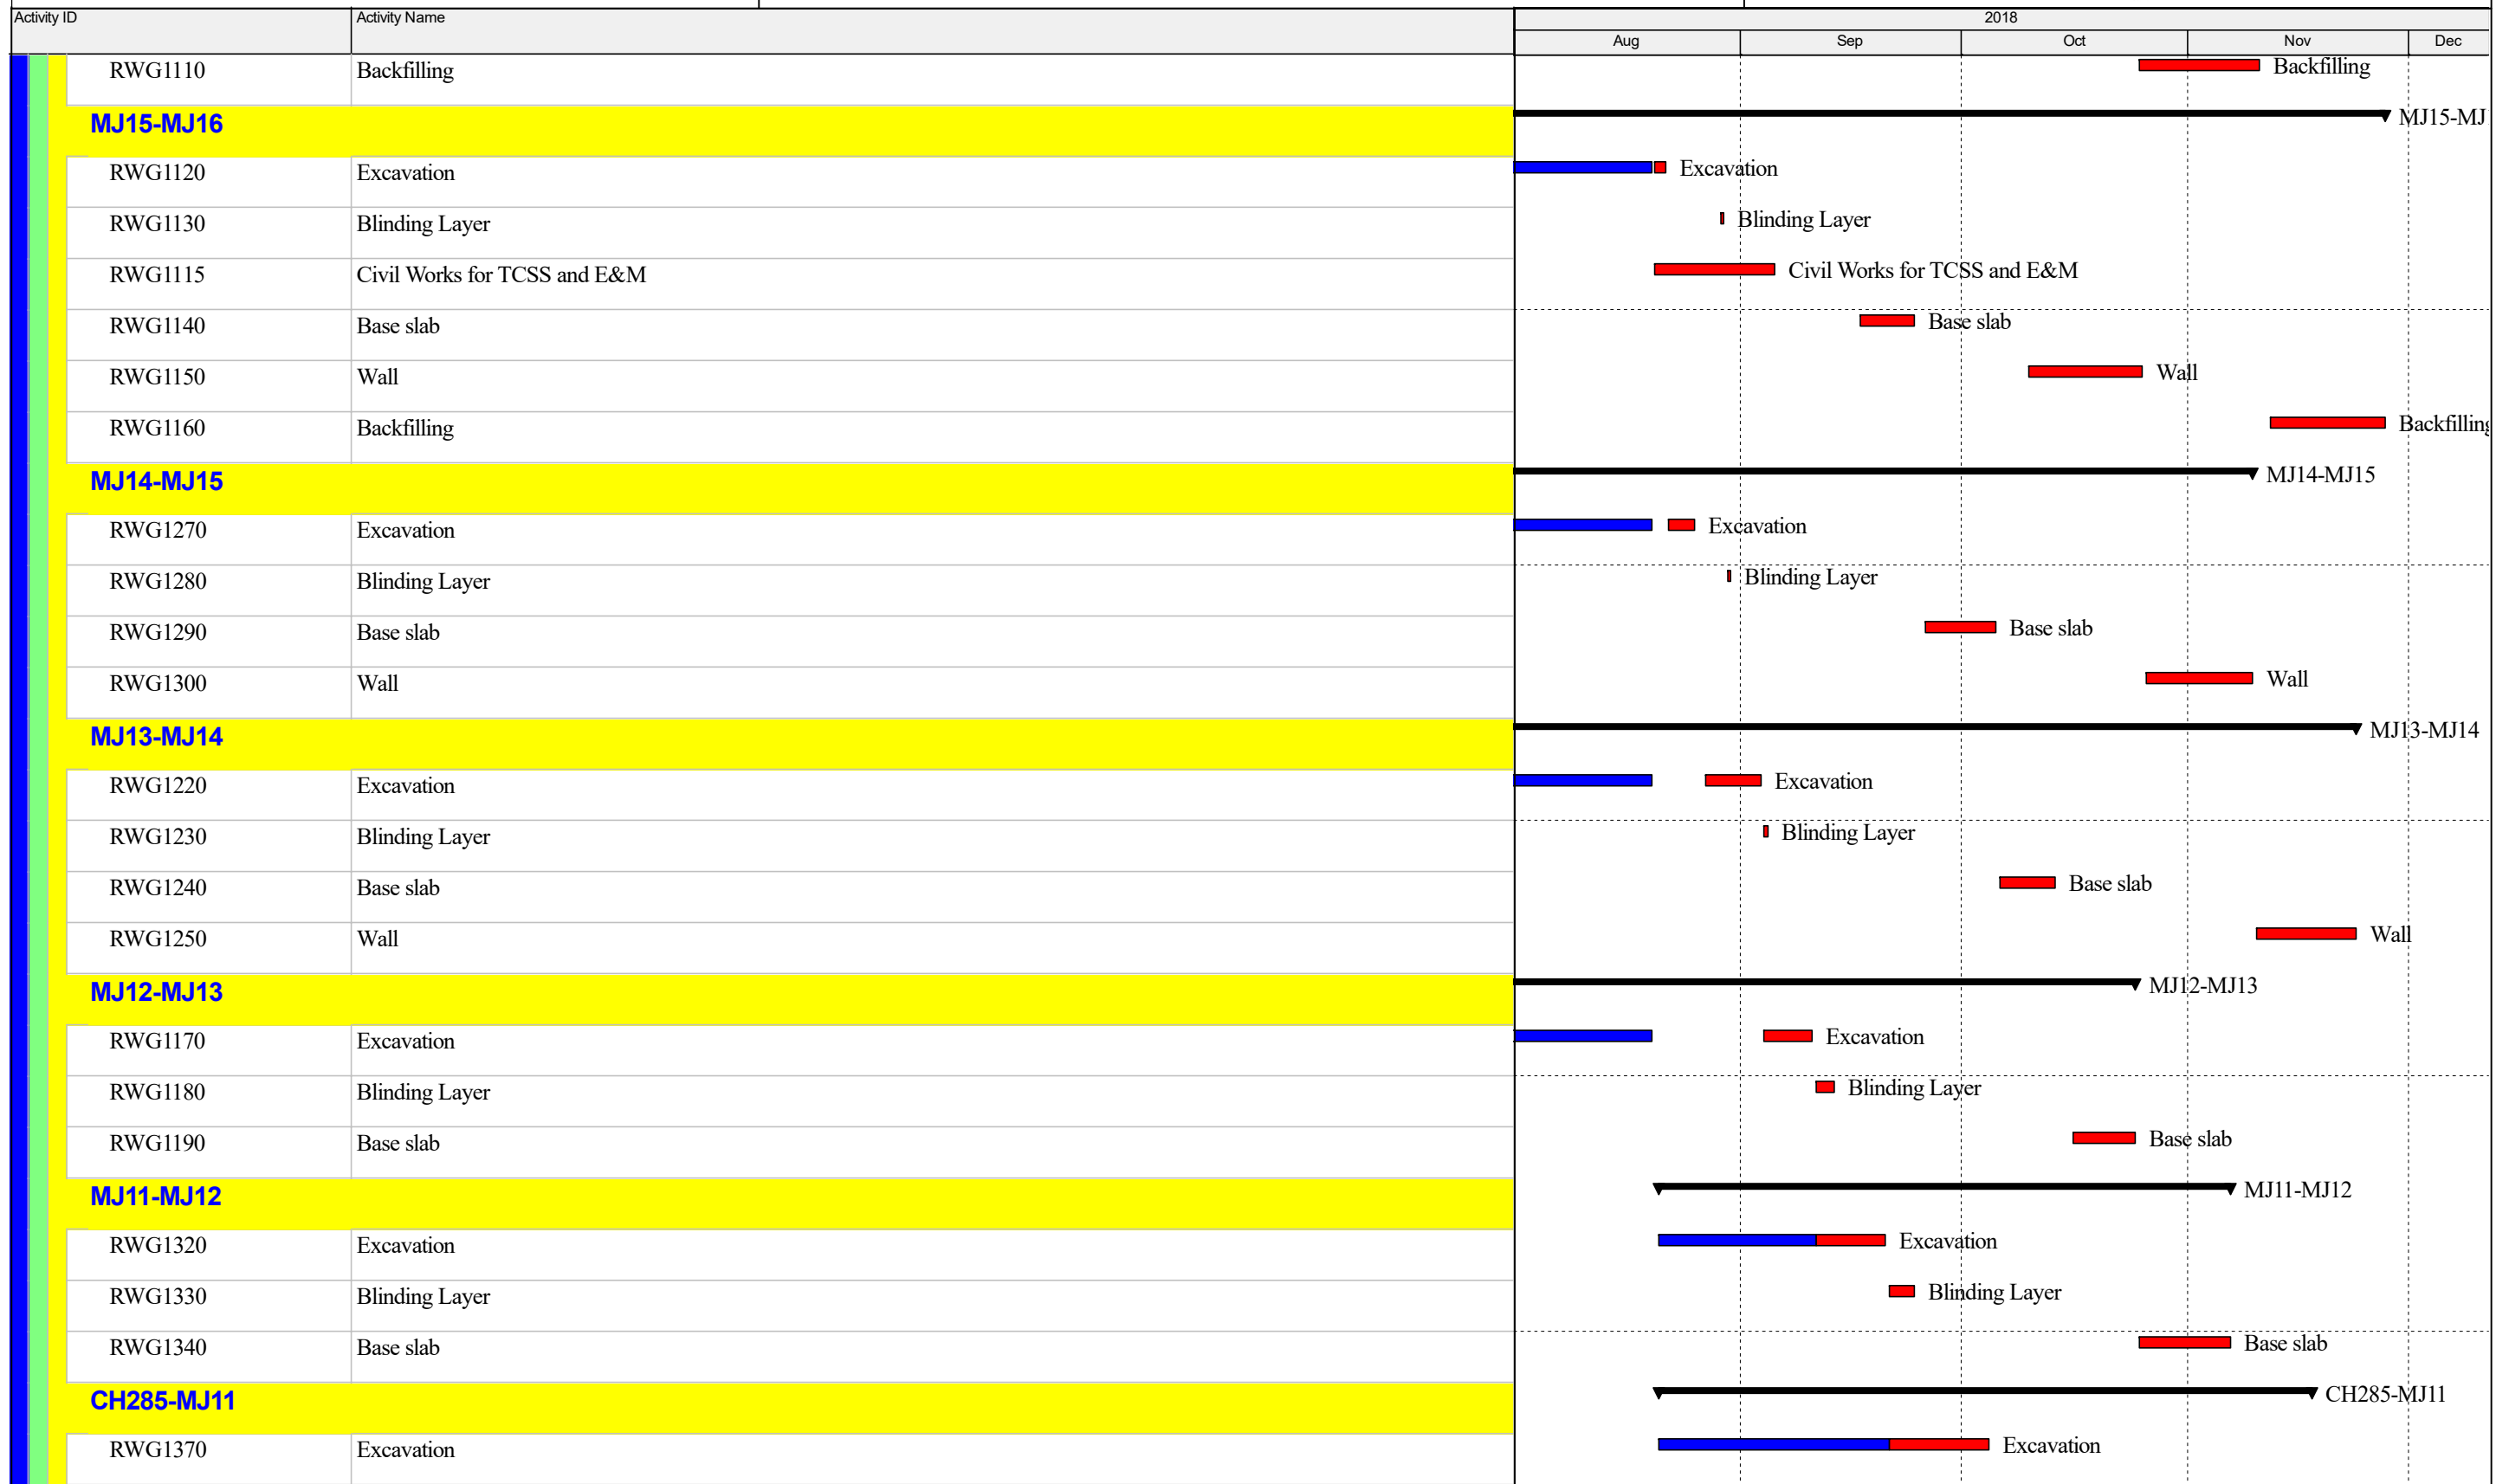 Activity ID Activity Name 2018
Aug Sep Oct Nov Dec
RWG1110 Backfilling Backfilling
MJ15-MJ16 MJ15-MJ
RWG1120 Excavation Excavation
RWG1130 Blinding Layer Blinding Layer
RWG1115 Civil Works for TCSS and E&M Civil Works for TCSS and E&M
RWG1140 Base slab Base slab
RWG1150 Wall Wall
RWG1160 Backfilling Backfilling
MJ14-MJ15 MJ14-MJ15
RWG1270 Excavation Excavation
RWG1280 Blinding Layer Blinding Layer
RWG1290 Base slab Base slab
RWG1300 Wall Wall
MJ13-MJ14 MJ13-MJ14
RWG1220 Excavation Excavation
RWG1230 Blinding Layer Blinding Layer
RWG1240 Base slab Base slab
RWG1250 Wall Wall
MJ12-MJ13 MJ12-MJ13
RWG1170 Excavation Excavation
RWG1180 Blinding Layer Blinding Layer
RWG1190 Base slab Base slab
MJ11-MJ12 MJ11-MJ12
RWG1320 Excavation Excavation
RWG1330 Blinding Layer Blinding Layer
RWG1340 Base slab Base slab
CH285-MJ11 CH285-MJ11
RWG1370 Excavation Excavation